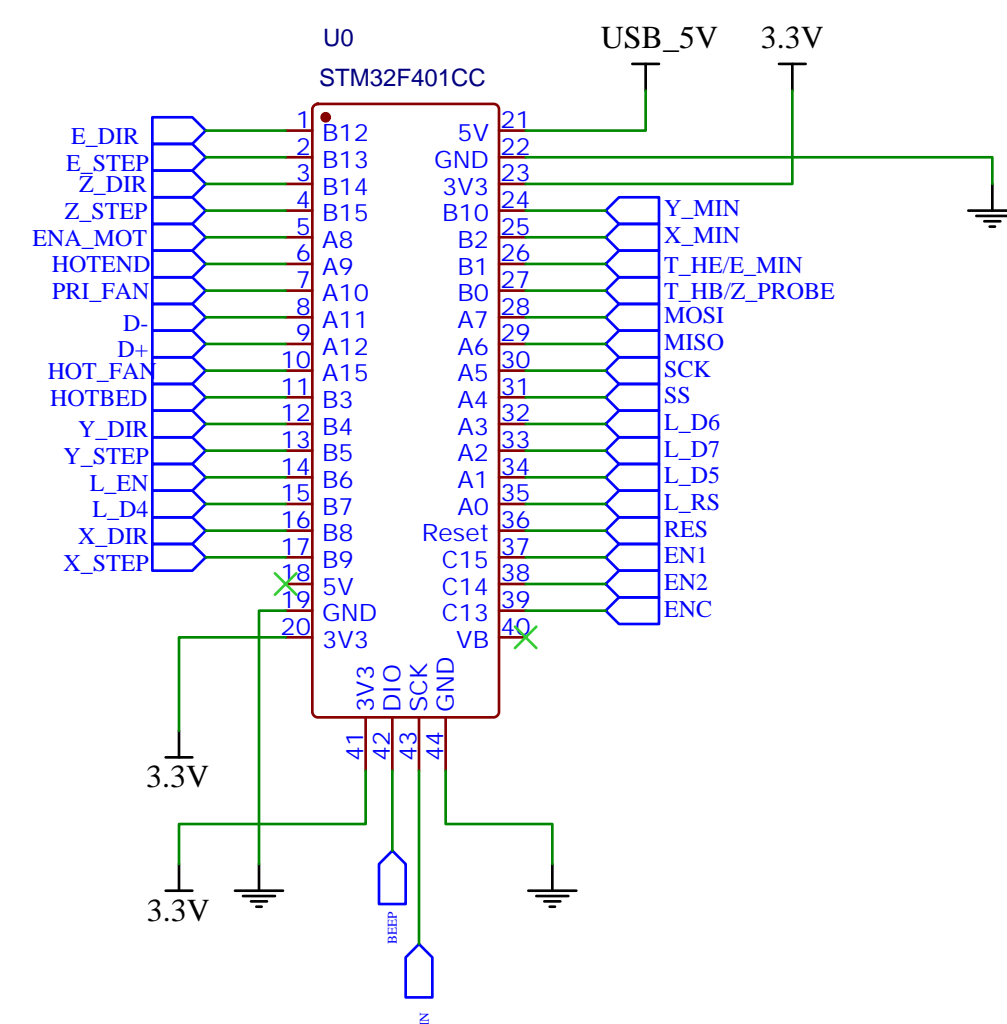 U0
STM32F401CC
USB_5V
3.3V
E_DIR 1 B12
E_STEP 2 B13
Z_DIR 3 B14
Z_STEP 4 B15
ENA_MOT 5 A8
HOTEND 6 A9
PRI_FAN 7 A10
D- 8 A11
D+ 9 A12
HOT_FAN 10 A15
HOTBED 11 B3
Y_DIR 12 B4
Y_STEP 13 B5
L_EN 14 B6
L_D4 15 B7
X_DIR 16 B8
X_STEP 17 B9
18 5V
19 GND
20 3V3
5V 21
GND 22
3V3 23
B10 24 Y_MIN
B2 25 X_MIN
B1 26 T_HE/E_MIN
B0 27 T_HB/Z_PROBE
A7 28 MOSI
A6 29 MISO
A5 30 SCK
A4 31 SS
A3 32 L_D6
A2 33 L_D7
A1 34 L_D5
A0 35 L_RS
Reset 36 RES
C15 37 EN1
C14 38 EN2
C13 39 ENC
VB 40
3V3 41
DIO 42
SCK 43
GND 44
3.3V
3.3V
BEEP